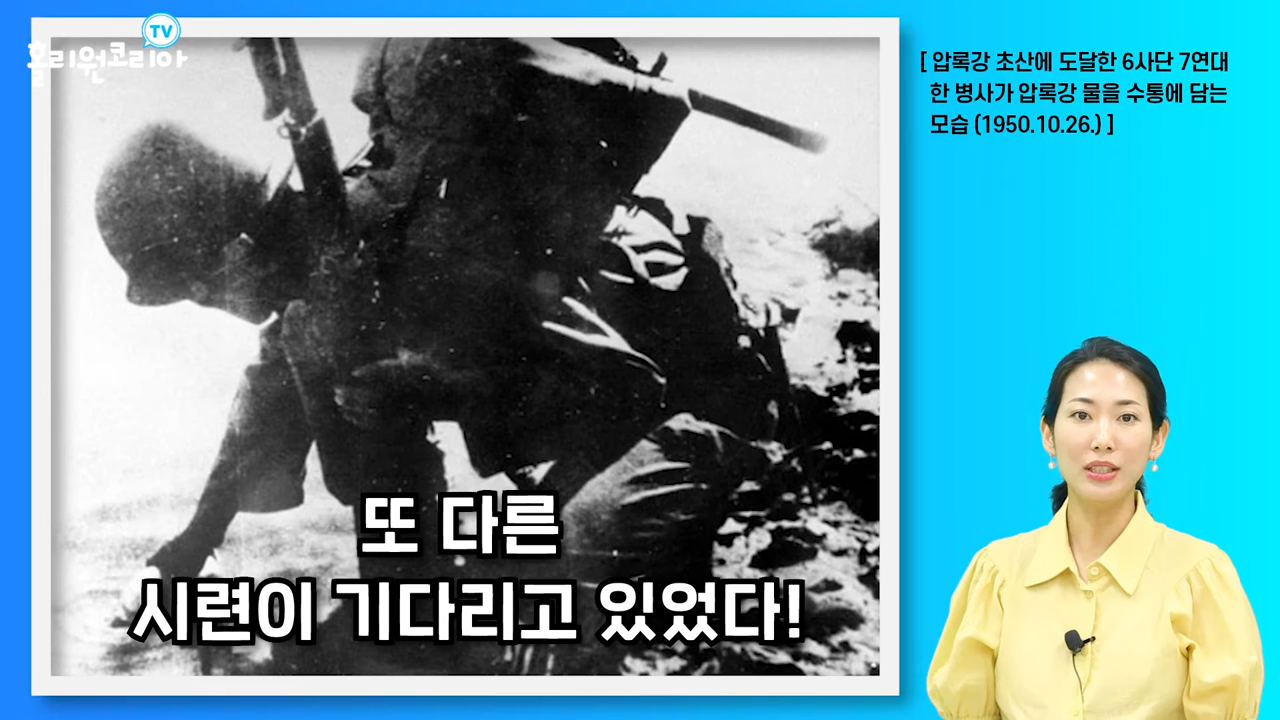 TV
홀리원코리아
[ 압록강 초산에 도달한 6사단 7연대
한 병사가 압록강 물을 수통에 담는
모습 (1950.10.26.) ]
또 다른
시련이 기다리고 있었다!